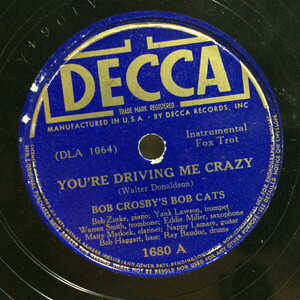 DECCA
TRADE MARK REGISTERED
MANUFACTURED IN U.S.A. - BY DECCA RECORDS, INC
(DLA 1064)
Instrumental
Fox Trot
YOU'RE DRIVING ME CRAZY
(Walter Donaldson)
BOB CROSBY'S BOB CATS
Bob Zurke, piano; Yank Lawson, trumpet
Warren Smith, trombone; Eddie Miller, saxophone
Matty Matlock, clarinet; Nappy Lamare, guitar
Bob Haggart, bass; Ray Bauduc, drums
1680 A